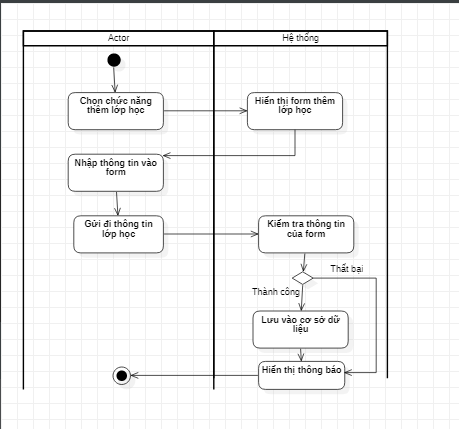 Actor
Hệ thống
Chọn chức năng
thêm lớp học
Hiển thị form thêm
lớp học
Nhập thông tin vào
form
Gửi đi thông tin
lớp học
Kiểm tra thông tin
của form
Thất bại
Thành công
Lưu vào cơ sở dữ
liệu
Hiển thị thông báo